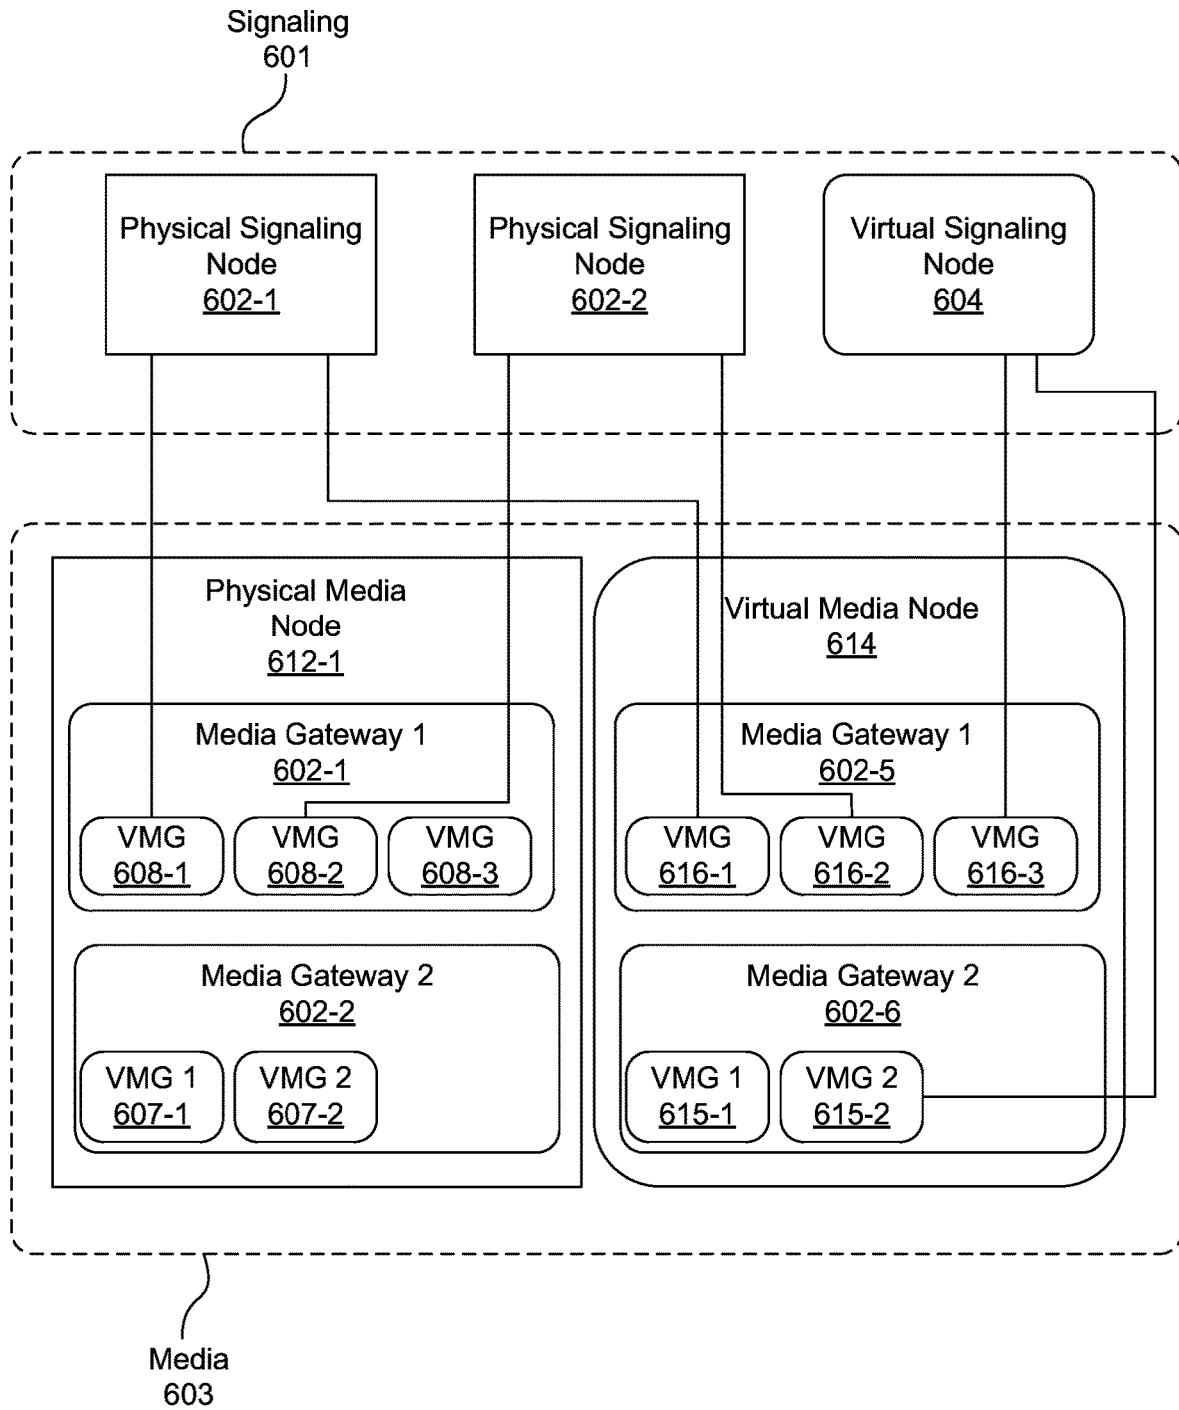 Signaling
601
Physical Signaling
Node
602-1
Physical Signaling
Node
602-2
Virtual Signaling
Node
604
Physical Media
Node
612-1
Media Gateway 1
602-1
VMG
608-1
VMG
608-2
VMG
608-3
Media Gateway 2
602-2
VMG 1
607-1
VMG 2
607-2
Virtual Media Node
614
Media Gateway 1
602-5
VMG
616-1
VMG
616-2
VMG
616-3
Media Gateway 2
602-6
VMG 1
615-1
VMG 2
615-2
Media
603